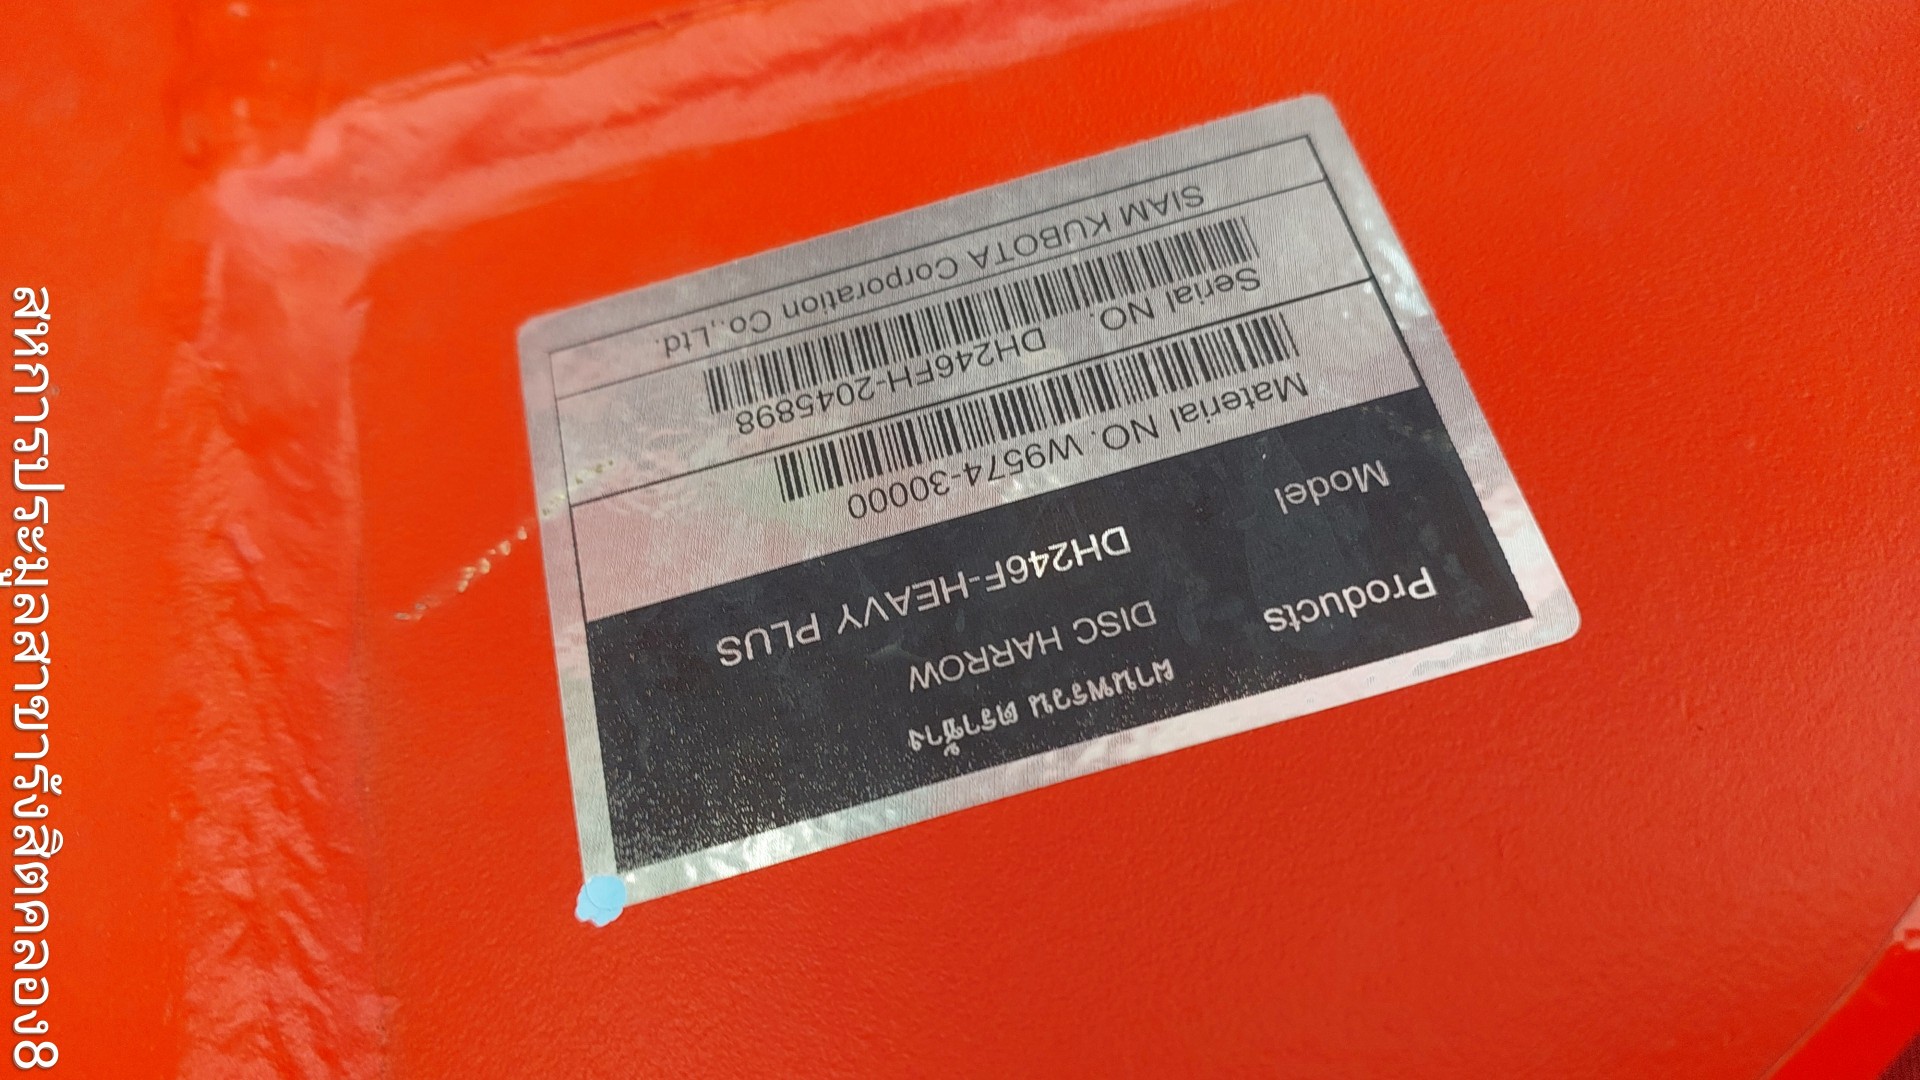 ผานพรวน ตราช้าง
Products DISC HARROW
Model DH246F-HEAVY PLUS
Material NO. W9574-30000
Serial NO. DH246FH-2045898
SIAM KUBOTA Corporation Co.,Ltd.
สหการประมูลสาขารังสิตคลอง8